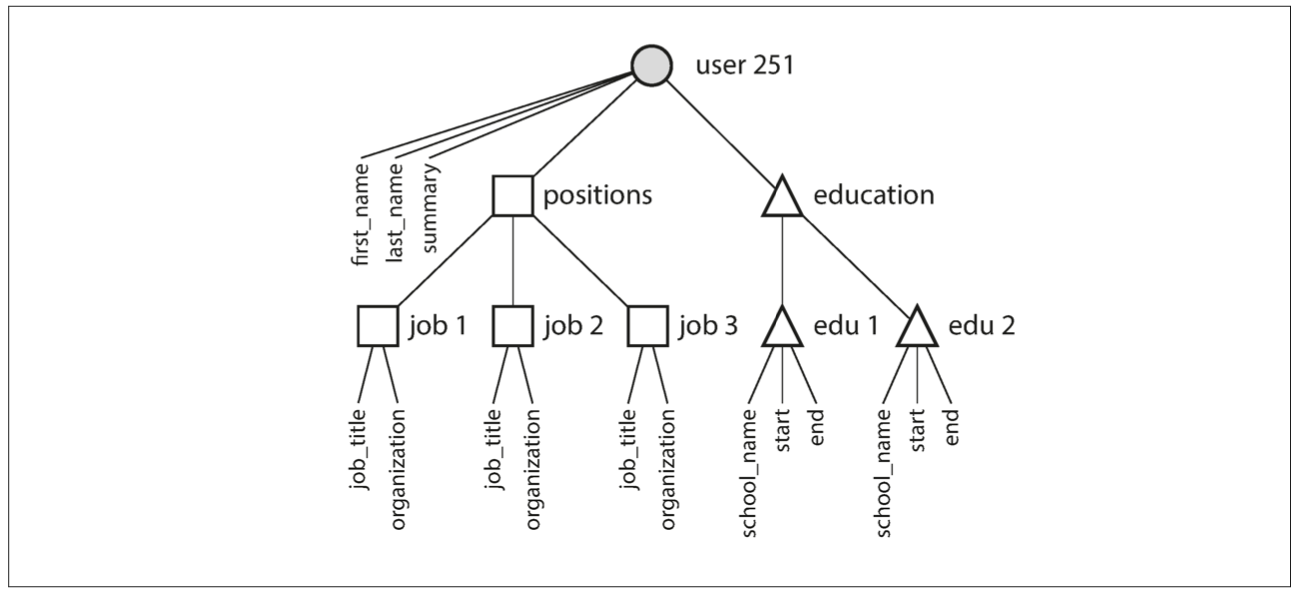 user 251
first_name
last_name
summary
positions
education
job 1
job 2
job 3
edu 1
edu 2
job_title
organization
job_title
organization
job_title
organization
school_name
start
end
school_name
start
end